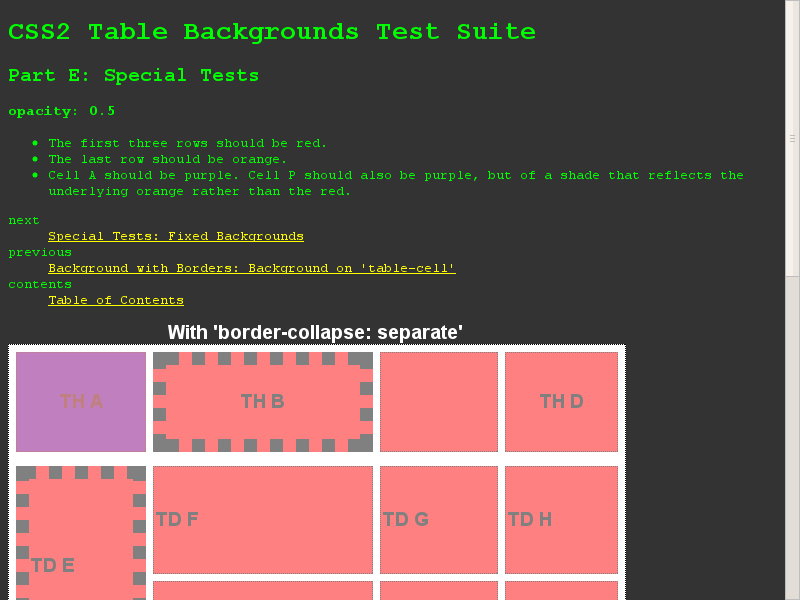 CSS2 Table Backgrounds Test Suite
Part E: Special Tests
opacity: 0.5
The first three rows should be red.
The last row should be orange.
Cell A should be purple. Cell P should also be purple, but of a shade that reflects the
underlying orange rather than the red.
next
Special Tests: Fixed Backgrounds
previous
Background with Borders: Background on 'table-cell'
contents
Table of Contents
With 'border-collapse: separate'
TH A
TH B
TH D
TD F
TD G
TD H
TD E